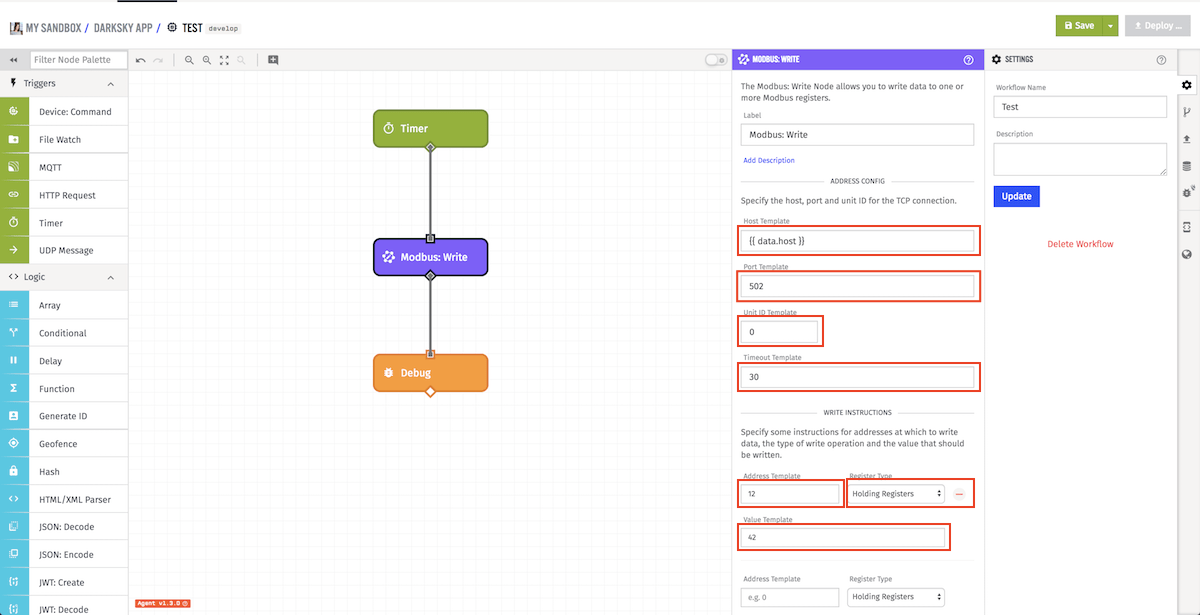 MY SANDBOX / DARKSKY APP / TEST develop
Save
Deploy ...
Filter Node Palette
Triggers
Device: Command
File Watch
MQTT
HTTP Request
Timer
UDP Message
Logic
Array
Conditional
Delay
Function
Generate ID
Geofence
Hash
HTML/XML Parser
JSON: Decode
JSON: Encode
JWT: Create
JWT: Decode
Timer
Modbus: Write
Debug
Agent v1.3.0
MODBUS: WRITE
The Modbus: Write Node allows you to write data to one or
more Modbus registers.
Label
Modbus: Write
Add Description
ADDRESS CONFIG
Specify the host, port and unit ID for the TCP connection.
Host Template
{{ data.host }}
Port Template
502
Unit ID Template
0
Timeout Template
30
WRITE INSTRUCTIONS
Specify some instructions for addresses at which to write
data, the type of write operation and the value that should
be written.
Address Template
Register Type
12
Holding Registers
Value Template
42
Address Template
Register Type
e.g. 0
Holding Registers
SETTINGS
Workflow Name
Test
Description
Update
Delete Workflow